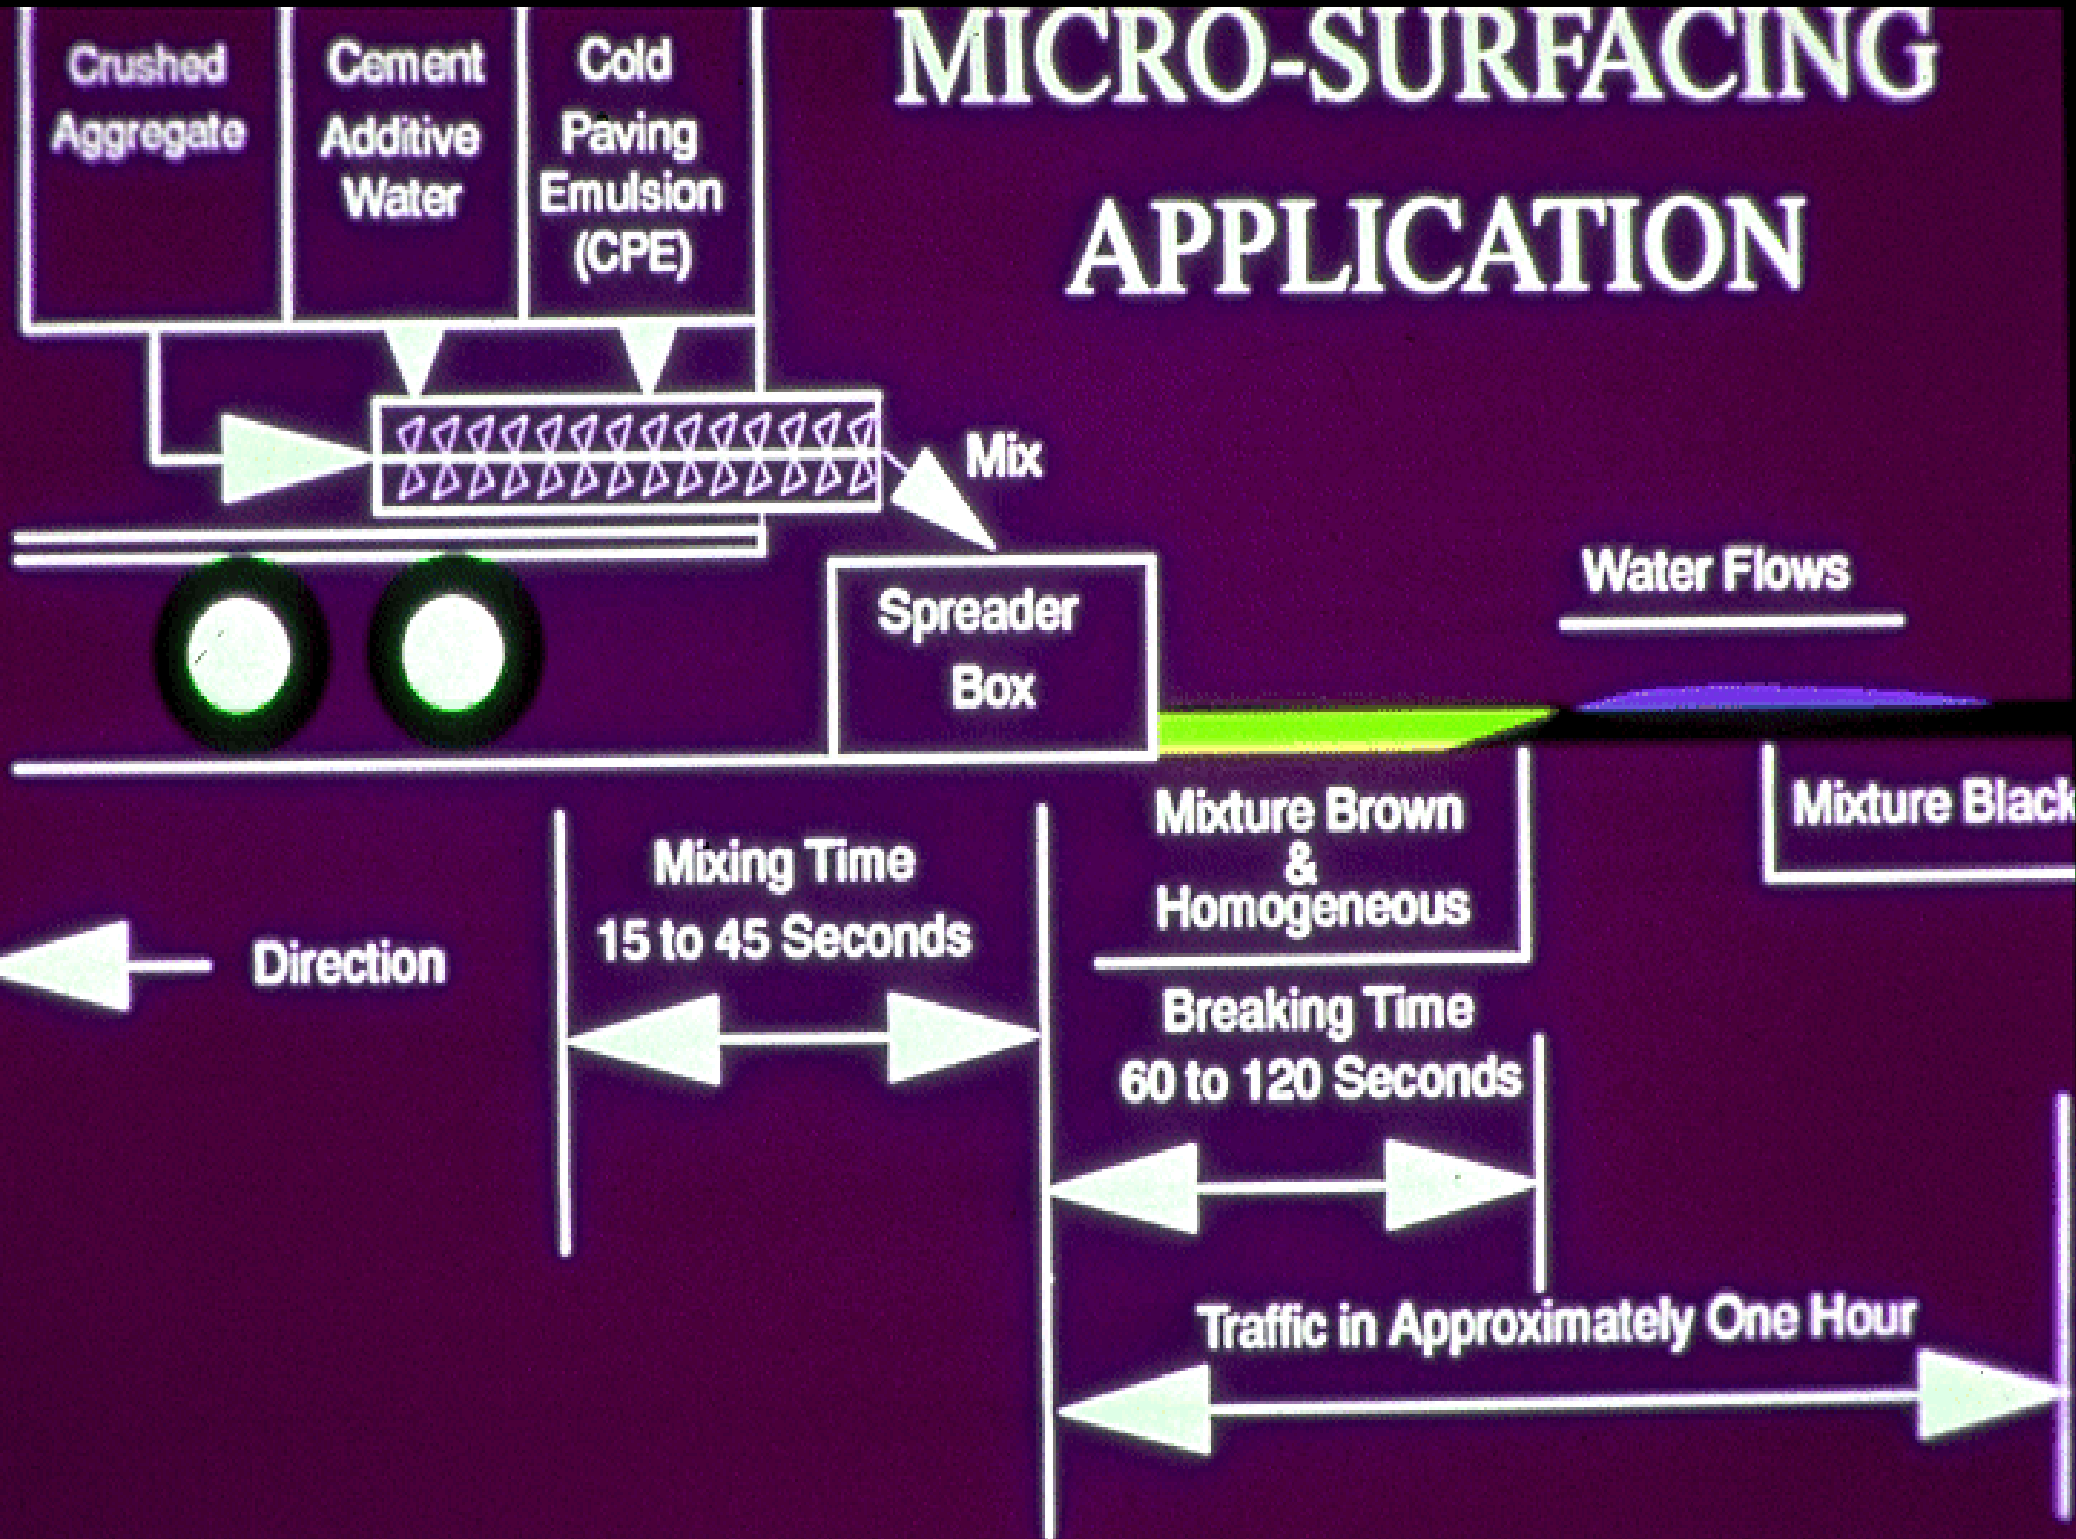 MICRO-SURFACING
APPLICATION
Crushed
Aggregate
Cement
Additive
Water
Cold
Paving
Emulsion
(CPE)
Mix
Spreader
Box
Water Flows
Mixture Brown
&
Homogeneous
Mixture Black
Mixing Time
15 to 45 Seconds
Direction
Breaking Time
60 to 120 Seconds
Traffic in Approximately One Hour